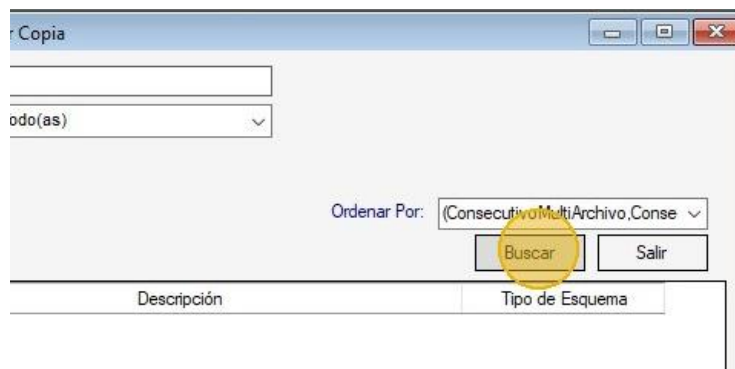 r Copia
odo(as)
Ordenar Por: (ConsecutivoMultiArchivo,Conse
Buscar Salir
Descripción Tipo de Esquema